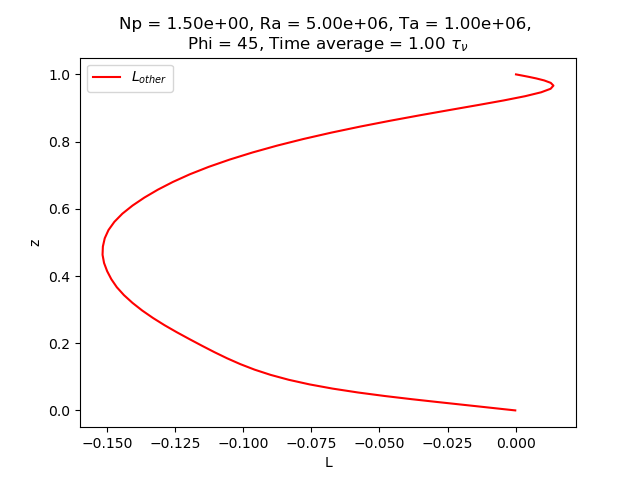 Np = 1.50e+00, Ra = 5.00e+06, Ta = 1.00e+06,
Phi = 45, Time average = 1.00 τν
L_other
1.0
0.8
0.6
0.4
0.2
0.0
z
−0.150 −0.125 −0.100 −0.075 −0.050 −0.025 0.000
L